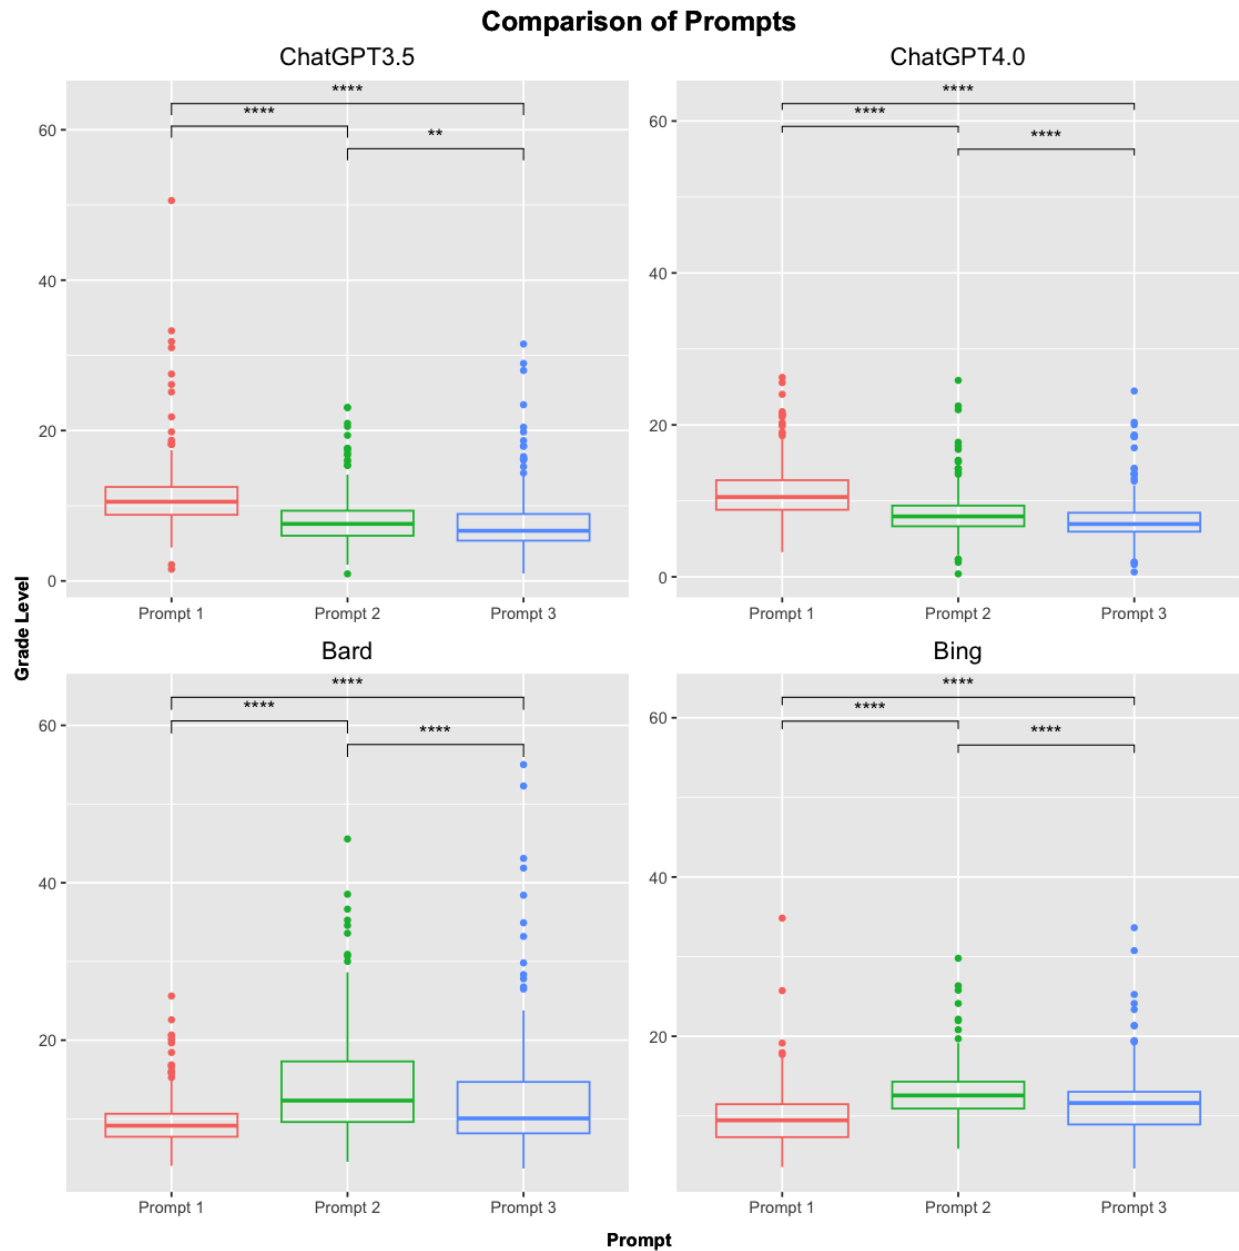 Comparison of Prompts
ChatGPT3.5
****
****
**
60
40
20
0
Prompt 1 Prompt 2 Prompt 3
ChatGPT4.0
****
****
****
60
40
20
0
Prompt 1 Prompt 2 Prompt 3
Grade Level
Bard
****
****
****
60
40
20
Prompt 1 Prompt 2 Prompt 3
Bing
****
****
****
60
40
20
Prompt 1 Prompt 2 Prompt 3
Prompt